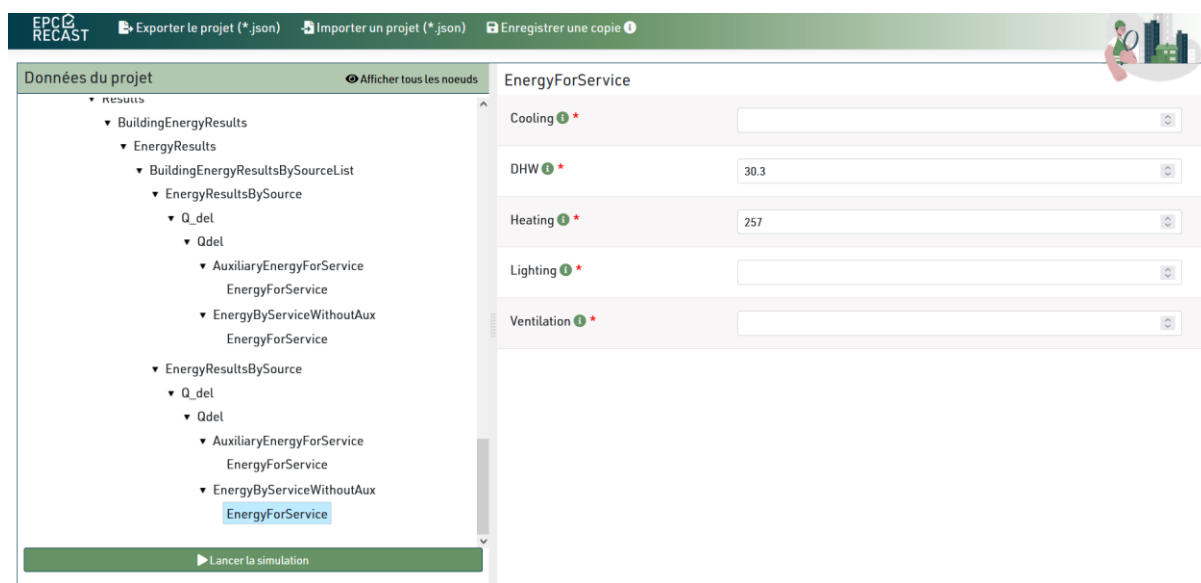 EPC RECAST
Exporter le projet (*.json)
Importer un projet (*.json)
Enregistrer une copie
Données du projet
Afficher tous les noeuds
Results
BuildingEnergyResults
EnergyResults
BuildingEnergyResultsBySourceList
EnergyResultsBySource
Q_del
Qdel
AuxiliaryEnergyForService
EnergyForService
EnergyByServiceWithoutAux
EnergyForService
EnergyResultsBySource
Q_del
Qdel
AuxiliaryEnergyForService
EnergyForService
EnergyByServiceWithoutAux
EnergyForService
Lancer la simulation
EnergyForService
Cooling *
DHW * 30.3
Heating * 257
Lighting *
Ventilation *